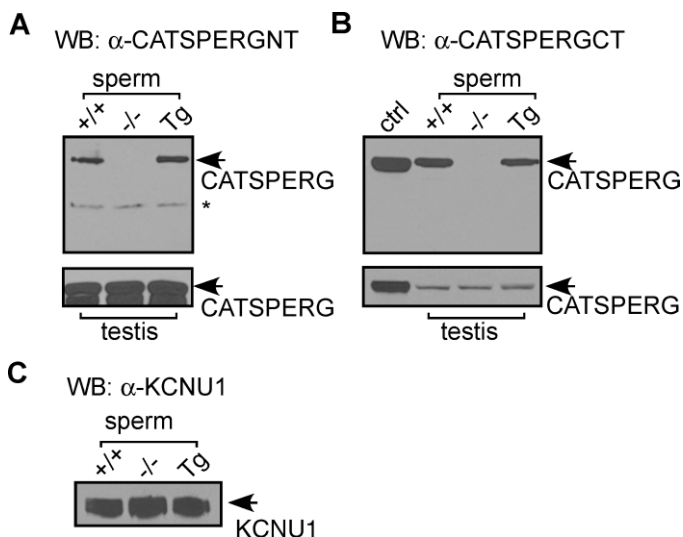 A
WB: α-CATSPERGNT
sperm
+/+ -/- Tg
CATSPERG
*
CATSPERG
testis
B
WB: α-CATSPERGCT
sperm
ctrl +/+ -/- Tg
CATSPERG
CATSPERG
testis
C
WB: α-KCNU1
sperm
+/+ -/- Tg
KCNU1